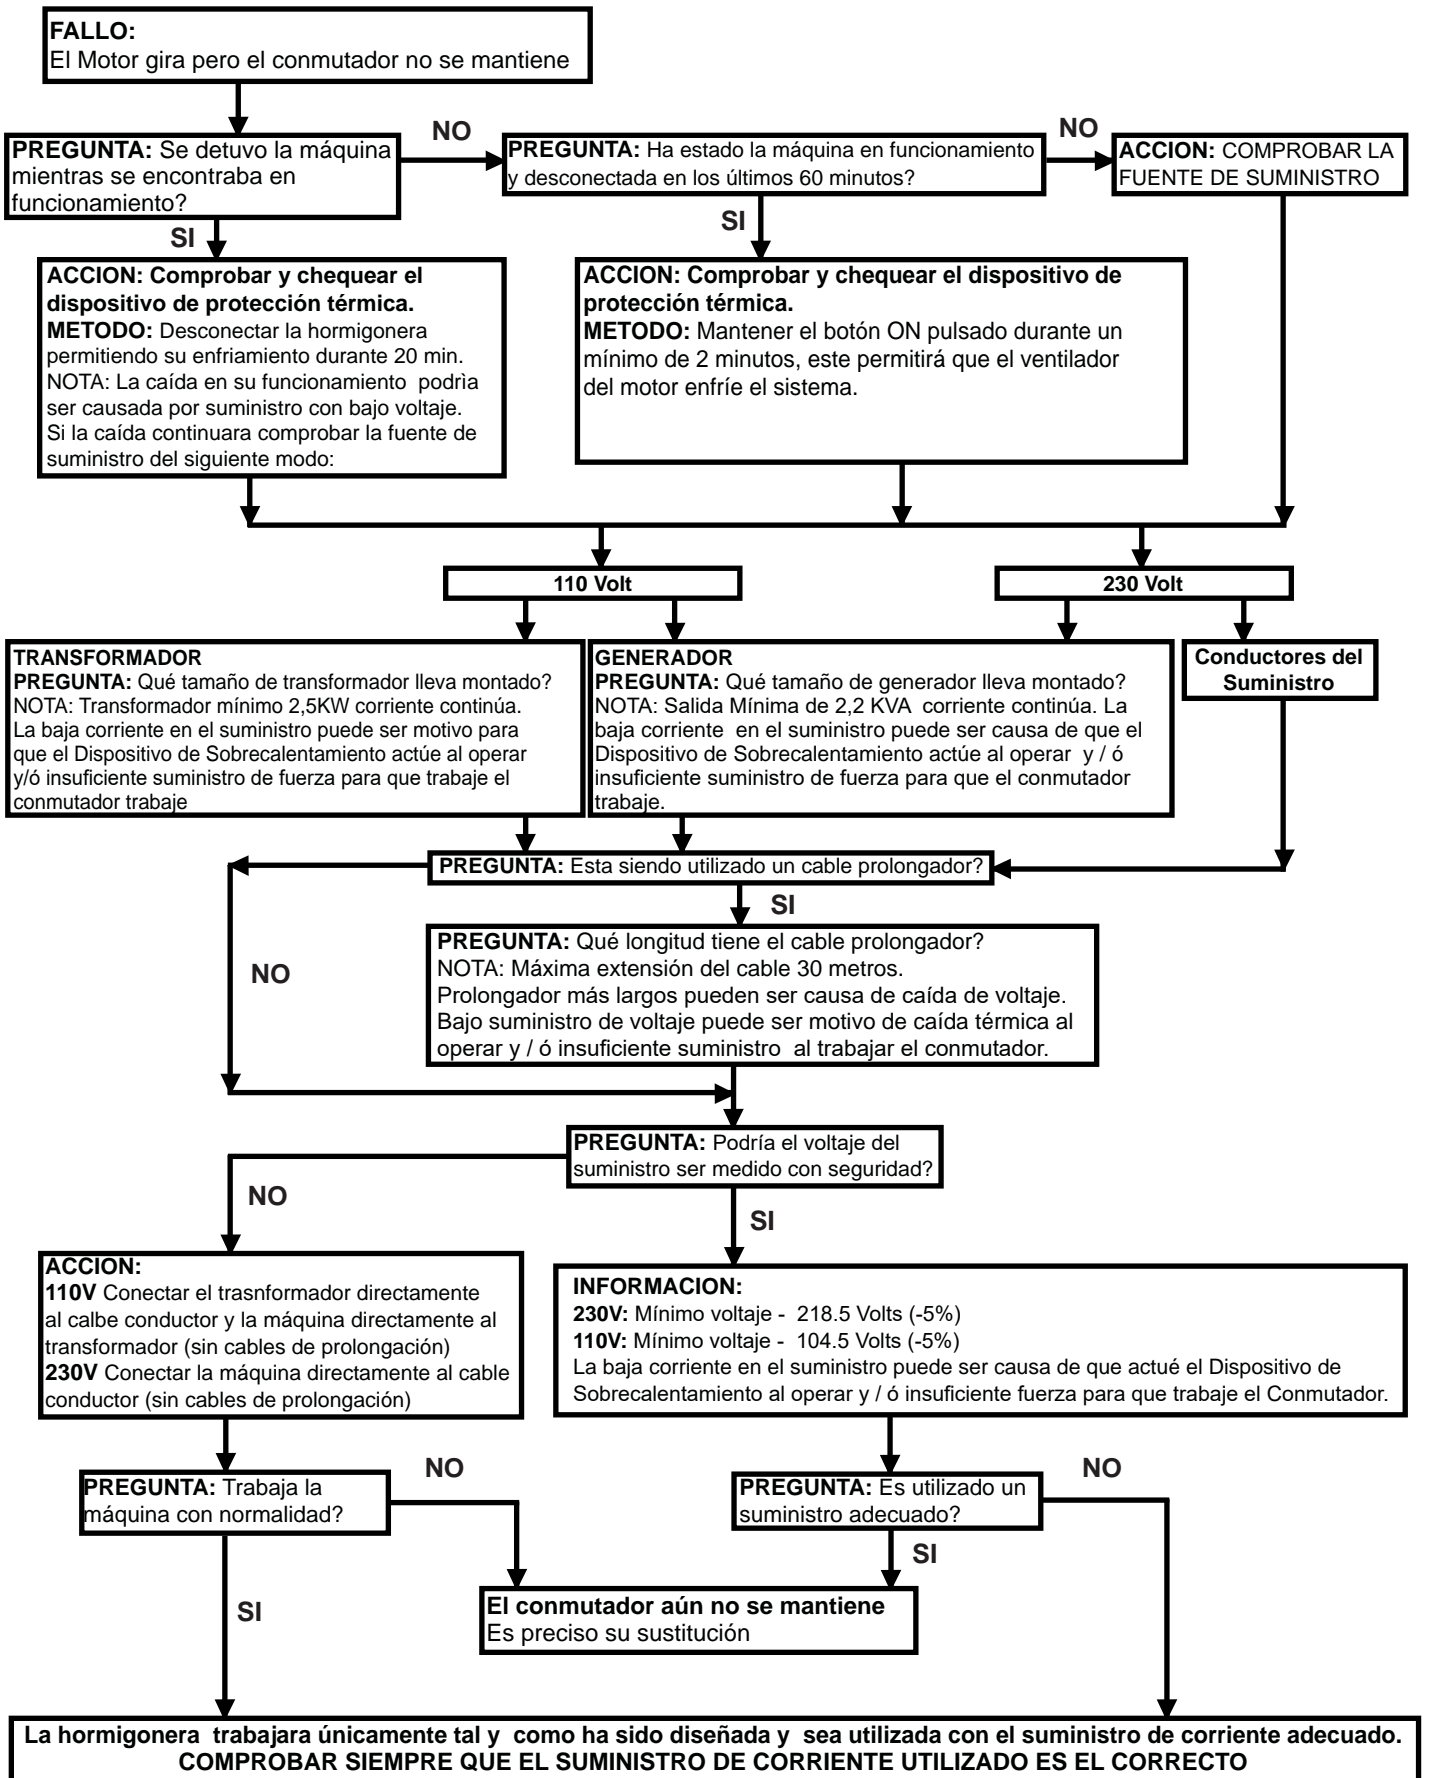 FALLO:
El Motor gira pero el conmutador no se mantiene
NO
NO
PREGUNTA: Se detuvo la máquina
mientras se encontraba en
funcionamiento?
PREGUNTA: Ha estado la máquina en funcionamiento
y desconectada en los últimos 60 minutos?
ACCION: COMPROBAR LA
FUENTE DE SUMINISTRO
SI
SI
ACCION: Comprobar y chequear el
dispositivo de protección térmica.
METODO: Desconectar la hormigonera
permitiendo su enfriamiento durante 20 min.
NOTA: La caída en su funcionamiento podrìa
ser causada por suministro con bajo voltaje.
Si la caída continuara comprobar la fuente de
suministro del siguiente modo:
ACCION: Comprobar y chequear el dispositivo de
protección térmica.
METODO: Mantener el botón ON pulsado durante un
mínimo de 2 minutos, este permitirá que el ventilador
del motor enfríe el sistema.
110 Volt
230 Volt
TRANSFORMADOR
PREGUNTA: Qué tamaño de transformador lleva montado?
NOTA: Transformador mínimo 2,5KW corriente continúa.
La baja corriente en el suministro puede ser motivo para
que el Dispositivo de Sobrecalentamiento actúe al operar
y/ó insuficiente suministro de fuerza para que trabaje el
conmutador trabaje
GENERADOR
PREGUNTA: Qué tamaño de generador lleva montado?
NOTA: Salida Mínima de 2,2 KVA corriente continúa. La
baja corriente en el suministro puede ser causa de que el
Dispositivo de Sobrecalentamiento actúe al operar y / ó
insuficiente suministro de fuerza para que el conmutador
trabaje.
Conductores del
Suministro
PREGUNTA: Esta siendo utilizado un cable prolongador?
SI
NO
PREGUNTA: Qué longitud tiene el cable prolongador?
NOTA: Máxima extensión del cable 30 metros.
Prolongador más largos pueden ser causa de caída de voltaje.
Bajo suministro de voltaje puede ser motivo de caída térmica al
operar y / ó insuficiente suministro al trabajar el conmutador.
PREGUNTA: Podría el voltaje del
suministro ser medido con seguridad?
NO
SI
ACCION:
110V Conectar el trasnformador directamente
al calbe conductor y la máquina directamente al
transformador (sin cables de prolongación)
230V Conectar la máquina directamente al cable
conductor (sin cables de prolongación)
INFORMACION:
230V: Mínimo voltaje - 218.5 Volts (-5%)
110V: Mínimo voltaje - 104.5 Volts (-5%)
La baja corriente en el suministro puede ser causa de que actué el Dispositivo de
Sobrecalentamiento al operar y / ó insuficiente fuerza para que trabaje el Conmutador.
NO
NO
PREGUNTA: Trabaja la
máquina con normalidad?
PREGUNTA: Es utilizado un
suministro adecuado?
SI
SI
El conmutador aún no se mantiene
Es preciso su sustitución
La hormigonera trabajara únicamente tal y como ha sido diseñada y sea utilizada con el suministro de corriente adecuado.
COMPROBAR SIEMPRE QUE EL SUMINISTRO DE CORRIENTE UTILIZADO ES EL CORRECTO